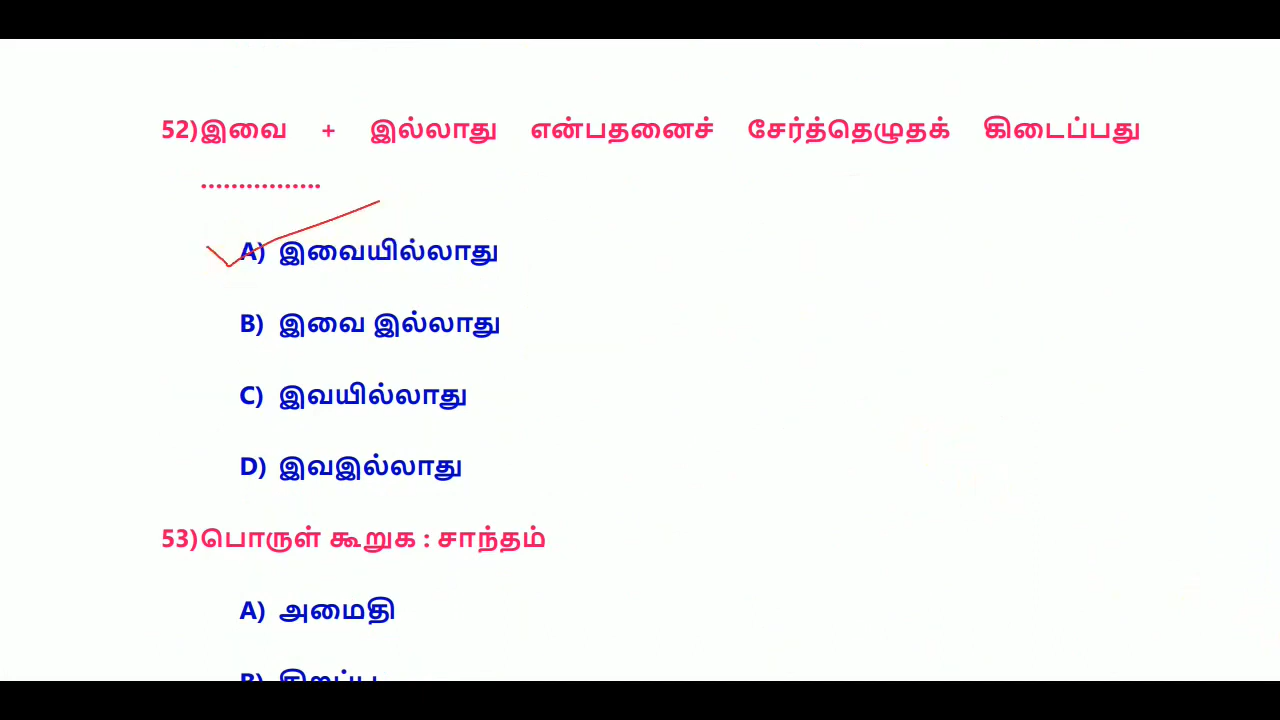 52)இவை + இல்லாது என்பதனைச் சேர்த்தெழுதக் கிடைப்பது
................
A) இவையில்லாது
B) இவை இல்லாது
C) இவயில்லாது
D) இவஇல்லாது
53)பொருள் கூறுக : சாந்தம்
A) அமைதி
B)